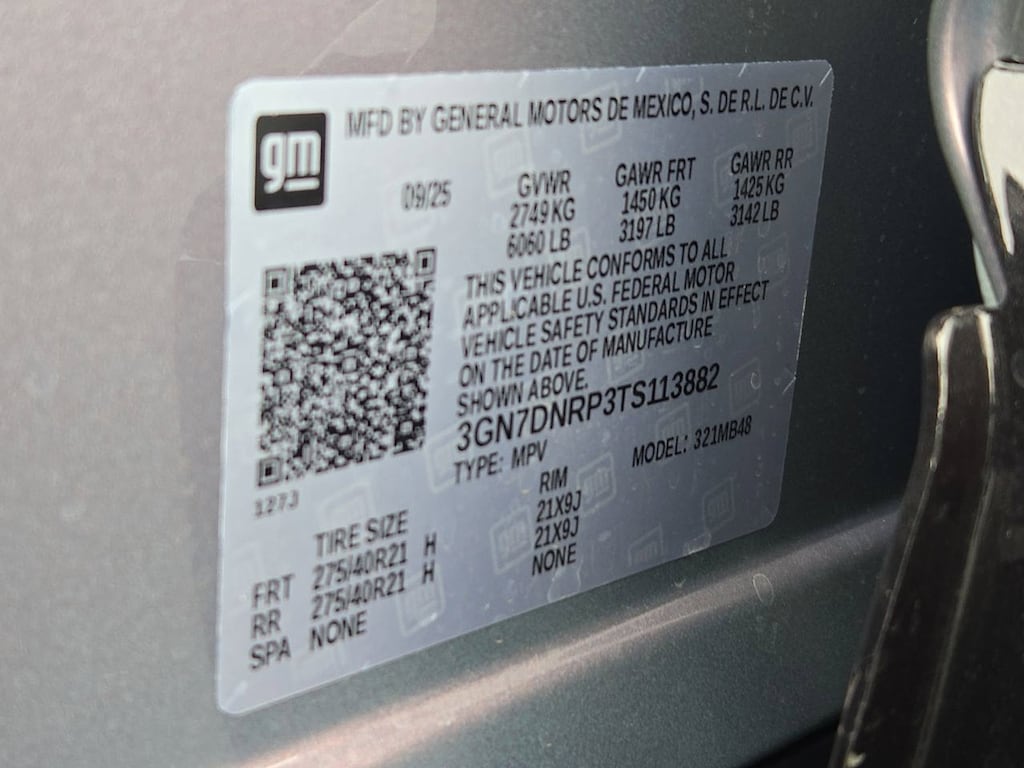 gm
MFD BY GENERAL MOTORS DE MEXICO, S. DE R.L. DE C.V.
09/25 GVWR GAWR FRT GAWR RR
2749 KG 1450 KG 1425 KG
6060 LB 3197 LB 3142 LB
THIS VEHICLE CONFORMS TO ALL
APPLICABLE U.S. FEDERAL MOTOR
VEHICLE SAFETY STANDARDS IN EFFECT
ON THE DATE OF MANUFACTURE
SHOWN ABOVE.
3GN7DNRP3TS113882
TYPE: MPV MODEL: 321MB48
127J
TIRE SIZE RIM
FRT 275/40R21 H 21X9J
RR 275/40R21 H 21X9J
SPA NONE NONE